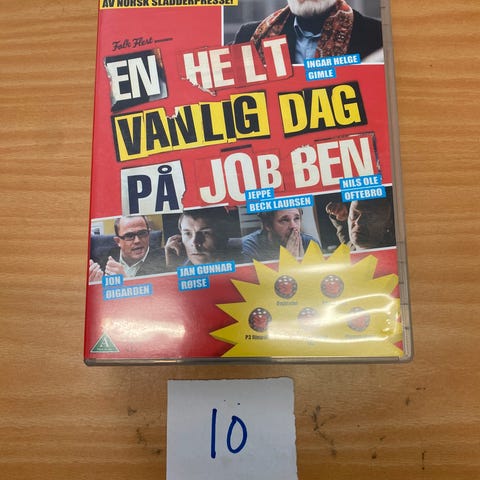 AV NORSK SLADDERPRESSE!
Folk Flest
INGAR HELGE
GIMLE
EN HELT
VANLIG DAG
PÅ JOBBEN
JEPPE
BECK LAURSEN
NILS OLE
OFTEBRO
JON
ØIGARDEN
JAN GUNNAR
RØISE
P3
A
10